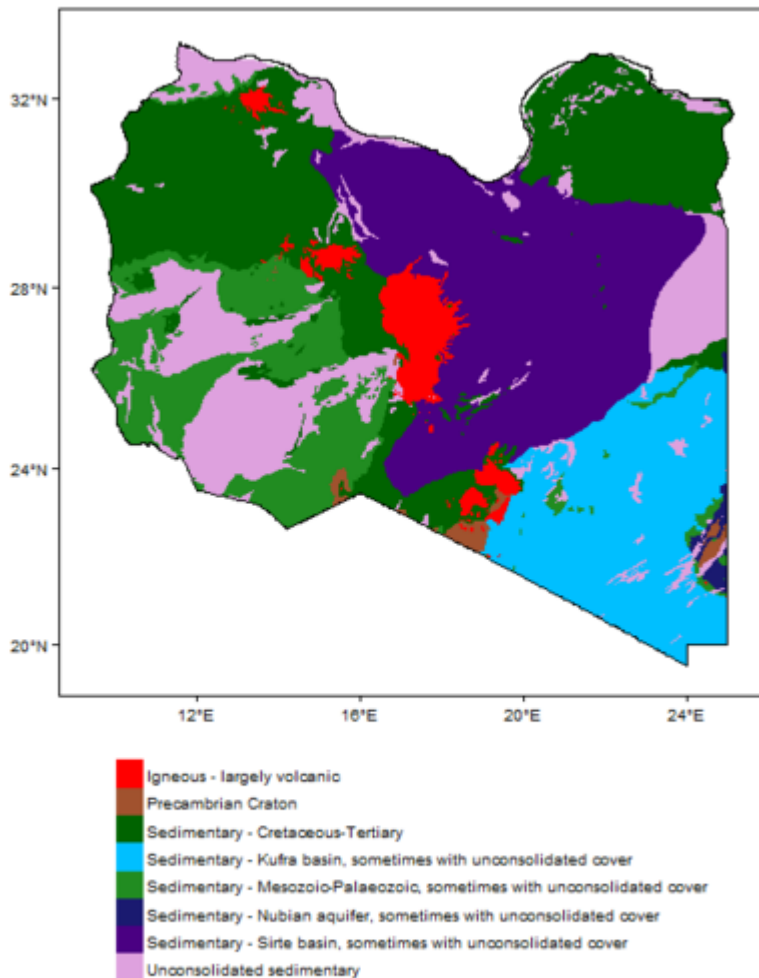 32°N
28°N
24°N
20°N
12°E 16°E 20°E 24°E
Igneous - largely volcanic
Precambrian Craton
Sedimentary - Cretaceous-Tertiary
Sedimentary - Kufra basin, sometimes with unconsolidated cover
Sedimentary - Mesozoic-Palaeozoic, sometimes with unconsolidated cover
Sedimentary - Nubian aquifer, sometimes with unconsolidated cover
Sedimentary - Sirte basin, sometimes with unconsolidated cover
Unconsolidated sedimentary